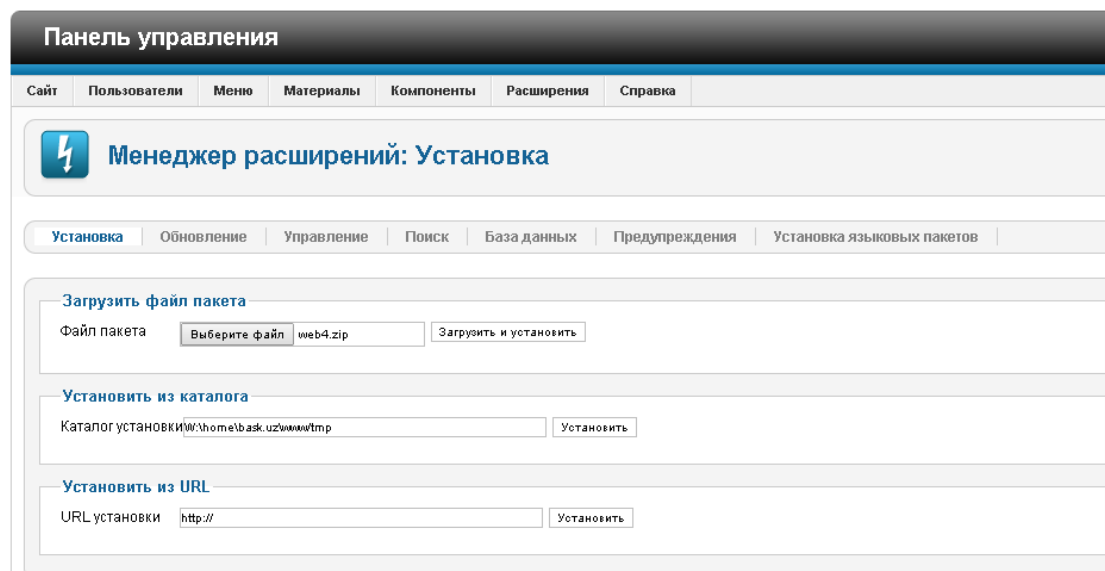 Панель управления
Сайт Пользователи Меню Материалы Компоненты Расширения Справка
Менеджер расширений: Установка
Установка Обновление Управление Поиск База данных Предупреждения Установка языковых пакетов
Загрузить файл пакета
Файл пакета Выберите файл web4.zip Загрузить и установить
Установить из каталога
Каталог установки W:\home\bask.uz\www/tmp Установить
Установить из URL
URL установки http:// Установить